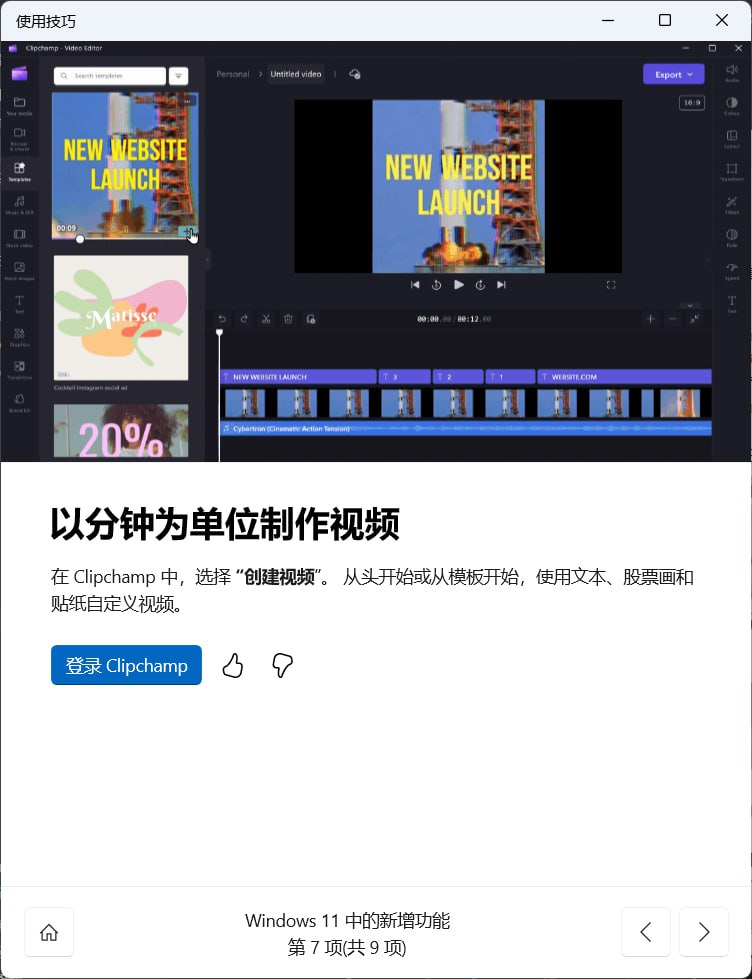 使用技巧
Clipchamp - Video Editor
Search templates
Personal
Untitled video
Export
16:9
Your media
Record & create
Templates
Music & SFX
Stock video
Stock images
Text
Graphics
Transitions
Brand kit
NEW WEBSITE
LAUNCH
00:09
Matisse
Cocktail Instagram social ad
20%
NEW WEBSITE
LAUNCH
Audio
Colour
Layout
Transform
Filters
Fade
Speed
Text
00:00.00 / 00:12.00
T NEW WEBSITE LAUNCH
T 3
T 2
T 1
T WEBSITE.COM
Cybertron (Cinematic Action Tension)
以分钟为单位制作视频
在 Clipchamp 中，选择 “创建视频”。 从头开始或从模板开始，使用文本、股票画和
贴纸自定义视频。
登录 Clipchamp
Windows 11 中的新增功能
第 7 项(共 9 项)